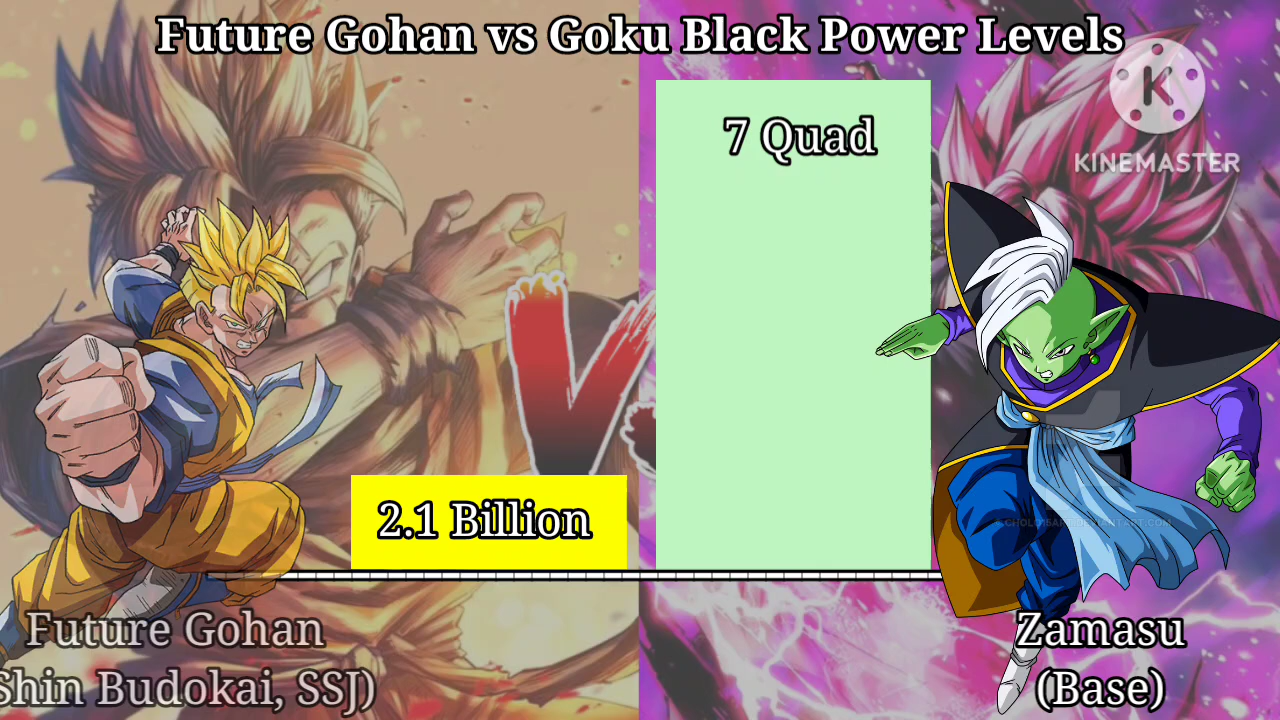 Future Gohan vs Goku Black Power Levels
K
KINEMASTER
7 Quad
2.1 Billion
Future Gohan
Shin Budokai, SSJ)
Zamasu
(Base)